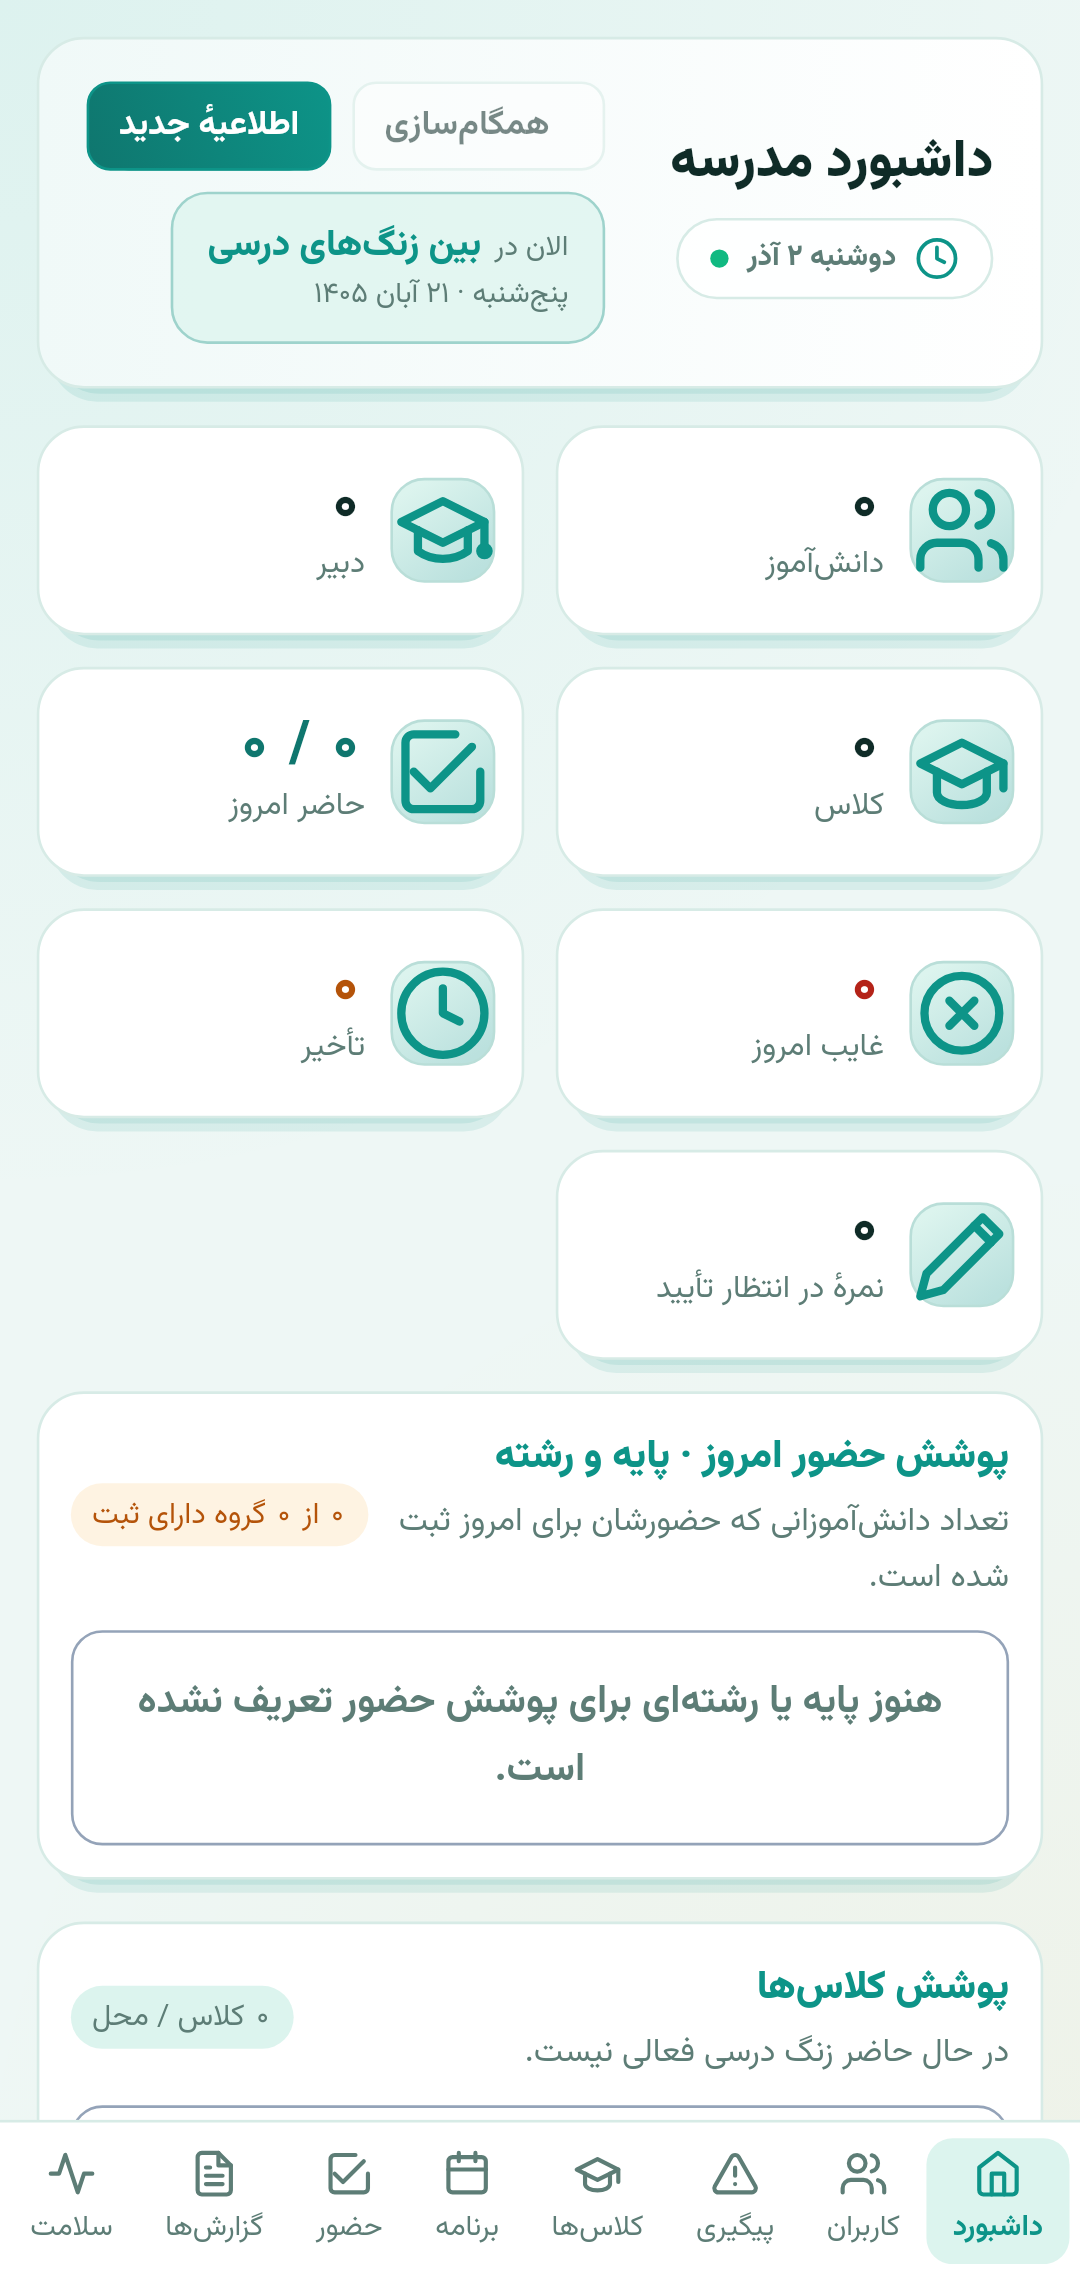 داشبورد مدرسه
دوشنبه ۲ آذر
همگام‌سازی
اطلاعیهٔ جدید
الان در بین زنگ‌های درسی
پنج‌شنبه · ۲۱ آبان ۱۴۰۵
۰
دانش‌آموز
۰
دبیر
۰
کلاس
۰ / ۰
حاضر امروز
۰
غایب امروز
۰
تأخیر
۰
نمرهٔ در انتظار تأیید
پوشش حضور امروز · پایه و رشته
تعداد دانش‌آموزانی که حضورشان برای امروز ثبت
شده است.
۰ از ۰ گروه دارای ثبت
هنوز پایه یا رشته‌ای برای پوشش حضور تعریف نشده
است.
پوشش کلاس‌ها
در حال حاضر زنگ درسی فعالی نیست.
۰ کلاس / محل
داشبورد
کاربران
پیگیری
کلاس‌ها
برنامه
حضور
گزارش‌ها
سلامت